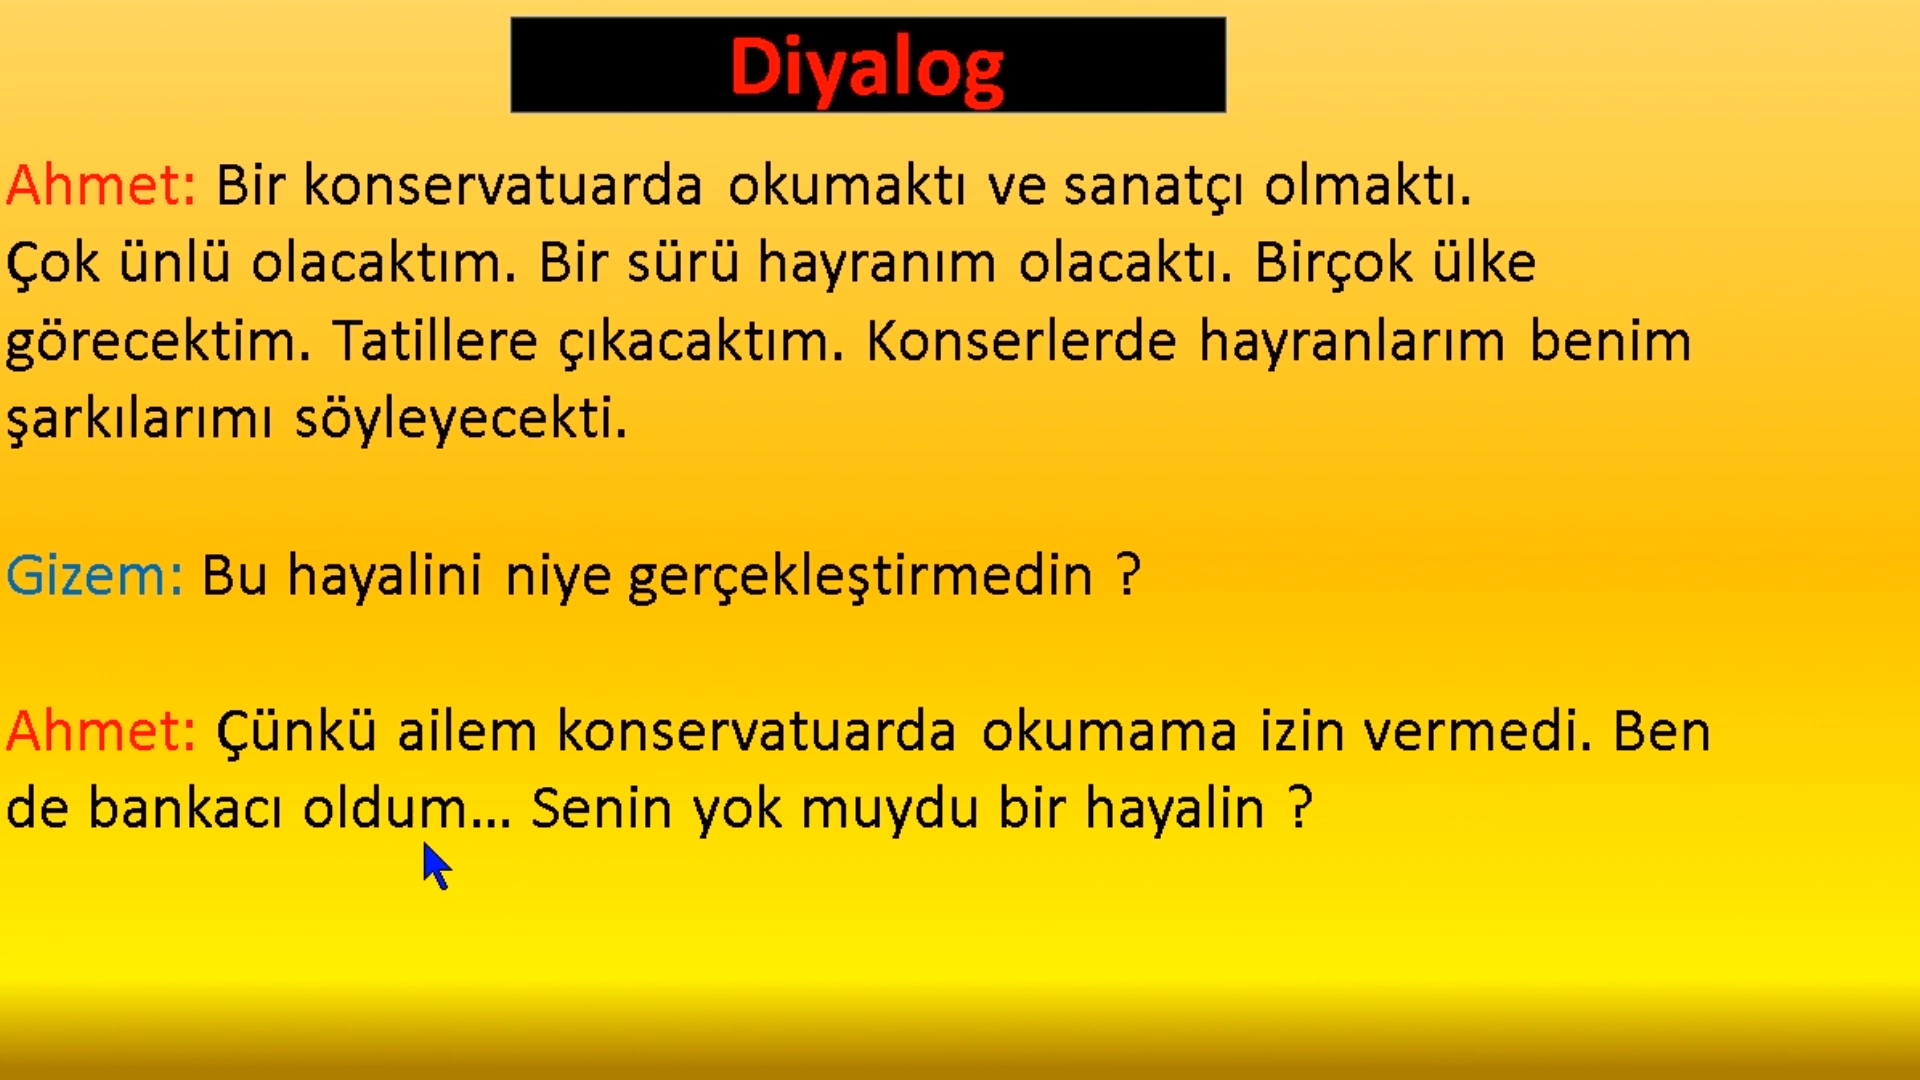 Diyalog
Ahmet: Bir konservatuarda okumaktı ve sanatçı olmaktı.
Çok ünlü olacaktım. Bir sürü hayranım olacaktı. Birçok ülke
görecektim. Tatillere çıkacaktım. Konserlerde hayranlarım benim
şarkılarımı söyleyecekti.
Gizem: Bu hayalini niye gerçekleştirmedin ?
Ahmet: Çünkü ailem konservatuarda okumama izin vermedi. Ben
de bankacı oldum... Senin yok muydu bir hayalin ?